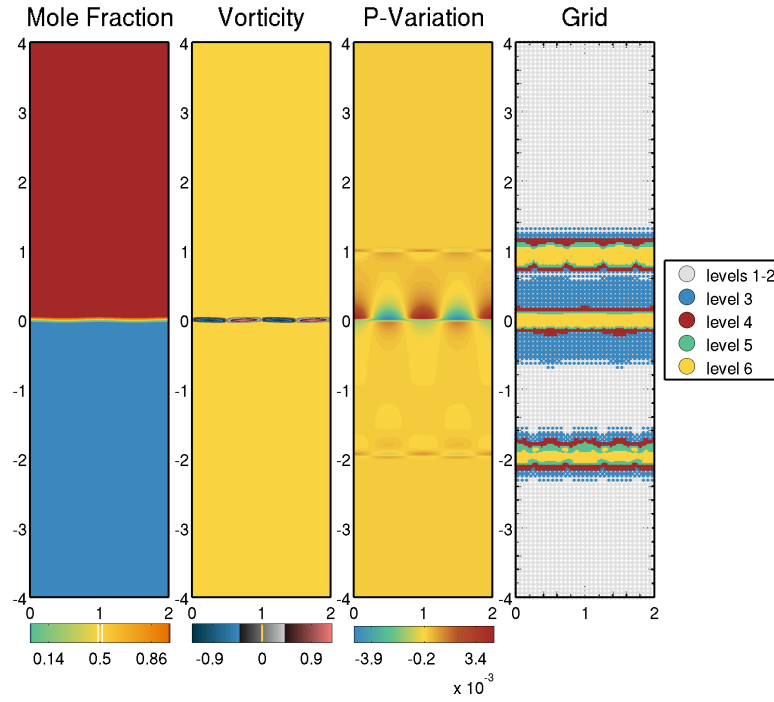 Mole Fraction Vorticity P-Variation Grid
4 4 4 4
3 3 3 3
2 2 2 2
1 1 1 1
0 0 0 0
-1 -1 -1 -1
-2 -2 -2 -2
-3 -3 -3 -3
-4 -4 -4 -4
0 1 2 0 1 2 0 1 2 0 1 2
levels 1-2
level 3
level 4
level 5
level 6
0.14 0.5 0.86 -0.9 0 0.9 -3.9 -0.2 3.4
x 10⁻³